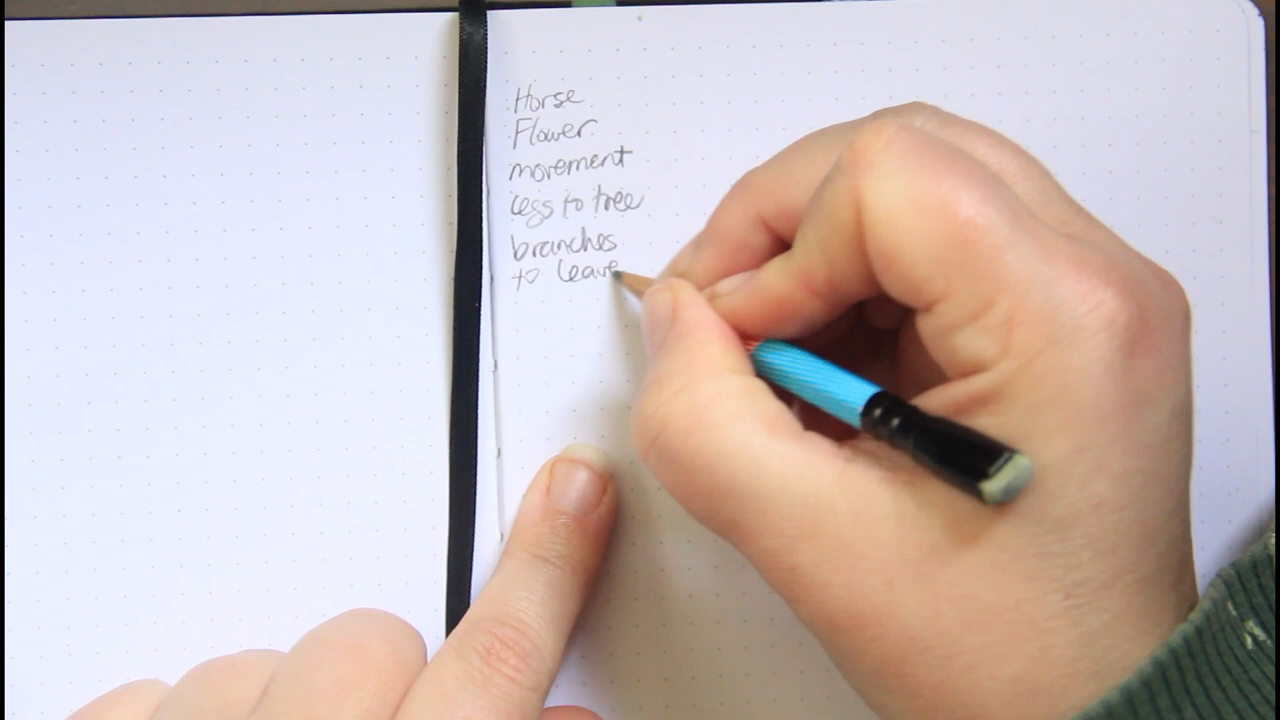 Horse
Flower
movement
legs to tree
branches
to leave